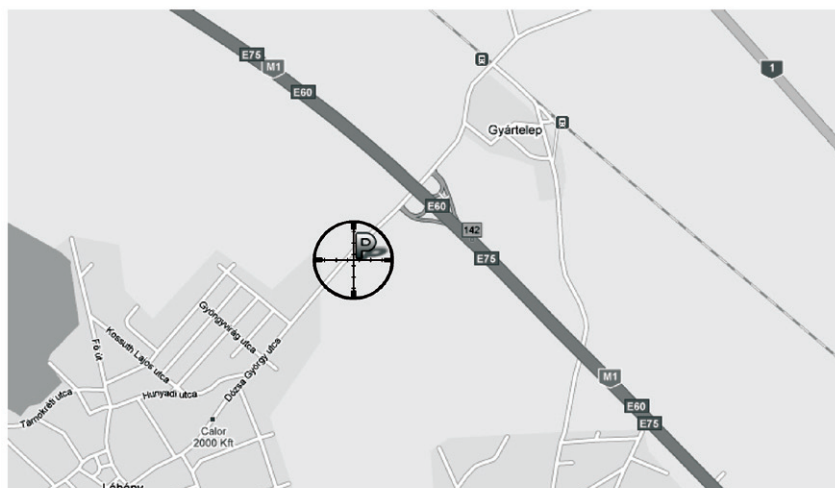 E75
M1
E60
1
Gyártelep
E60
142
P
E75
Gyöngyvirág utca
Kossuth Lajos utca
Fő út
Dózsa György utca
M1
Hunyadi utca
Támokréti utca
E60
E75
Calor
2000 Kft
Lébény